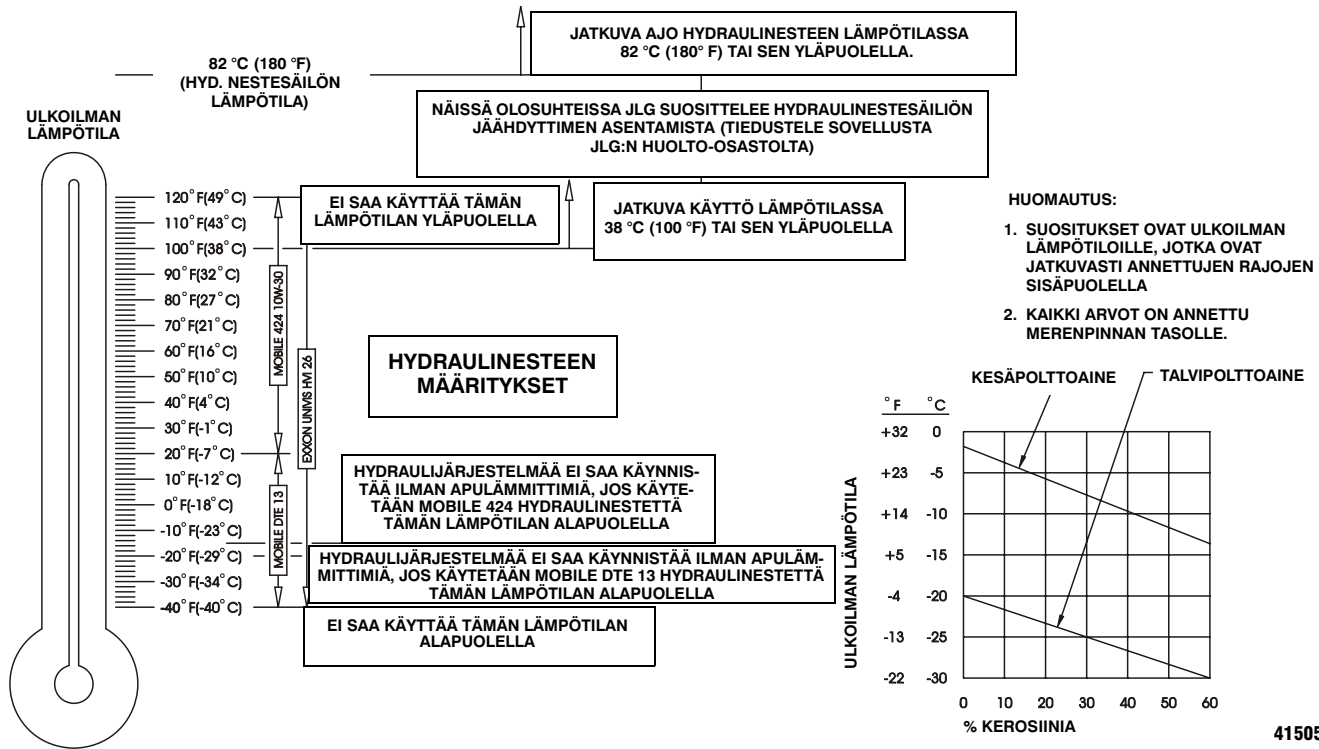 JATKUVA AJO HYDRAULINESTEEN LÄMPÖTILASSA
82 °C (180° F) TAI SEN YLÄPUOLELLA.
82 °C (180 °F)
(HYD. NESTESÄILÖN
LÄMPÖTILA)
NÄISSÄ OLOSUHTEISSA JLG SUOSITTELEE HYDRAULINESTESÄILIÖN
JÄÄHDYTTIMEN ASENTAMISTA (TIEDUSTELE SOVELLUSTA
JLG:N HUOLTO-OSASTOLTA)
ULKOILMAN
LÄMPÖTILA
EI SAA KÄYTTÄÄ TÄMÄN
LÄMPÖTILAN YLÄPUOLELLA
JATKUVA KÄYTTÖ LÄMPÖTILASSA
38 °C (100 °F) TAI SEN YLÄPUOLELLA
120°F(49°C)
110°F(43°C)
100°F(38°C)
90°F(32°C)
80°F(27°C)
70°F(21°C)
60°F(16°C)
50°F(10°C)
40°F(4°C)
30°F(-1°C)
20°F(-7°C)
10°F(-12°C)
0°F(-18°C)
-10°F(-23°C)
-20°F(-29°C)
-30°F(-34°C)
-40°F(-40°C)
MOBILE 424 10W-30
MOBILE DTE 13
EXXON UNIVIS HVI 26
HYDRAULINESTEEN
MÄÄRITYKSET
HYDRAULIJÄRJESTELMÄÄ EI SAA KÄYNNIS-
TÄÄ ILMAN APULÄMMITTIMIÄ, JOS KÄYTE-
TÄÄN MOBILE 424 HYDRAULINESTETTÄ
TÄMÄN LÄMPÖTILAN ALAPUOLELLA
HYDRAULIJÄRJESTELMÄÄ EI SAA KÄYNNISTÄÄ ILMAN APULÄM-
MITTIMIÄ, JOS KÄYTETÄÄN MOBILE DTE 13 HYDRAULINESTETTÄ
TÄMÄN LÄMPÖTILAN ALAPUOLELLA
EI SAA KÄYTTÄÄ TÄMÄN LÄMPÖTILAN
ALAPUOLELLA
HUOMAUTUS:
1. SUOSITUKSET OVAT ULKOILMAN
LÄMPÖTILOILLE, JOTKA OVAT
JATKUVASTI ANNETTUJEN RAJOJEN
SISÄPUOLELLA
2. KAIKKI ARVOT ON ANNETTU
MERENPINNAN TASOLLE.
KESÄPOLTTOAINE
TALVIPOLTTOAINE
°F °C
+32 0
+23 -5
+14 -10
+5 -15
-4 -20
-13 -25
-22 -30
ULKOILMAN LÄMPÖTILA
0 10 20 30 40 50 60
% KEROSIINIA
41505